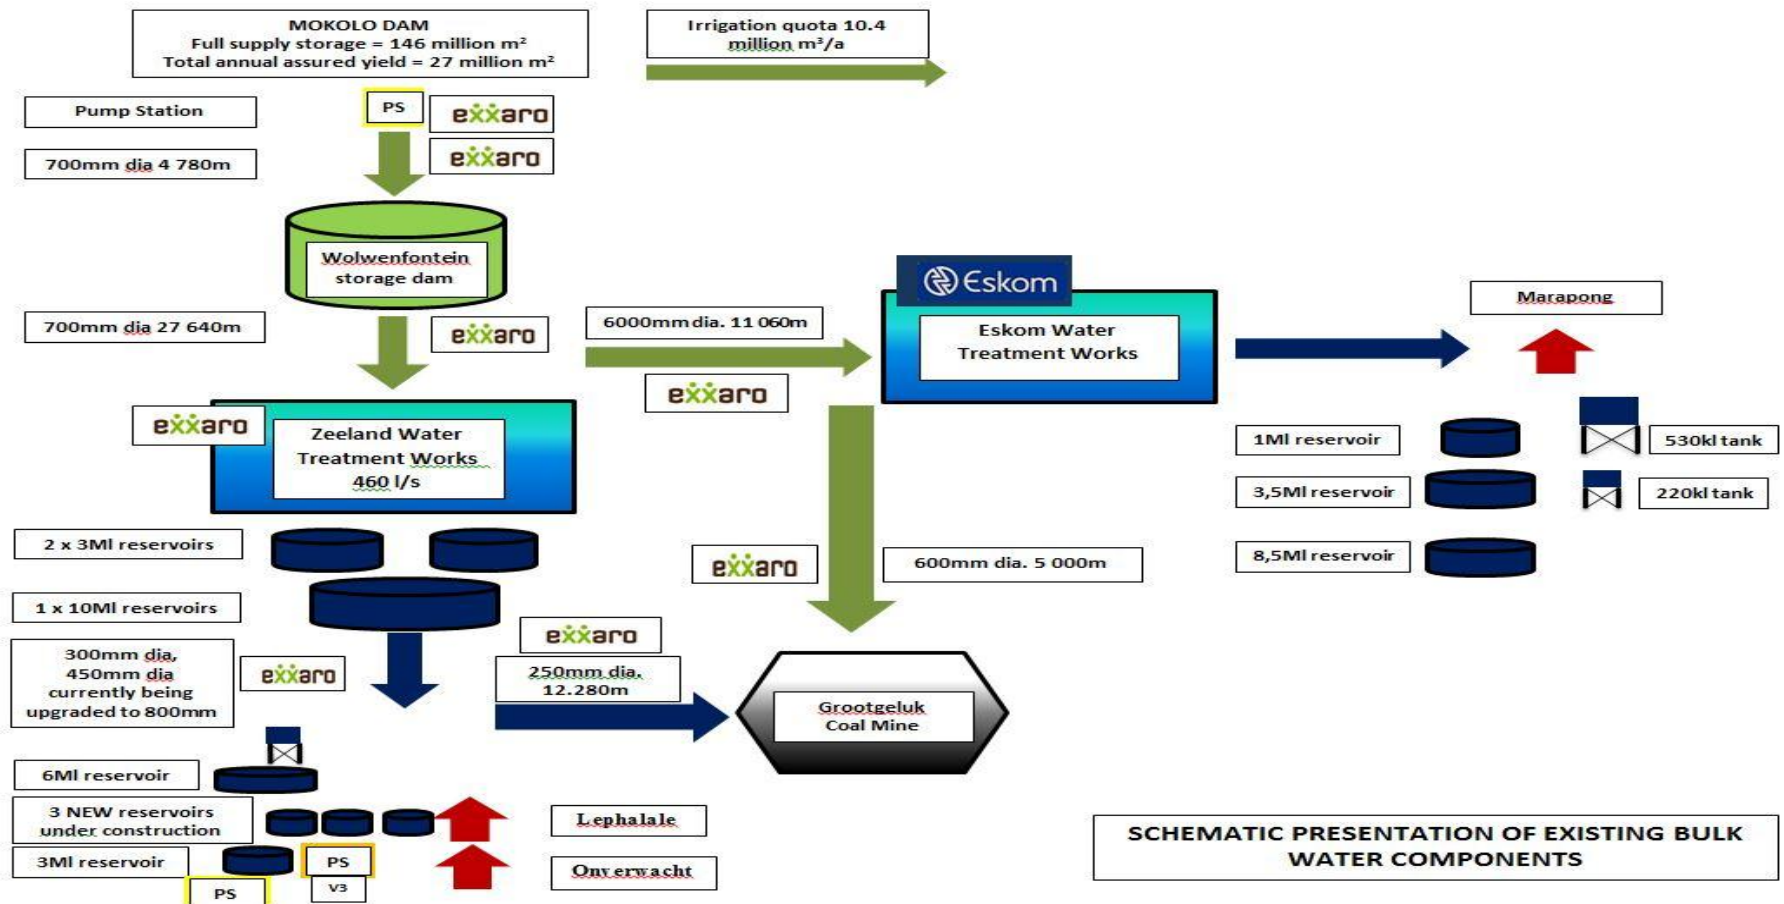 MOKOLO DAM
Full supply storage = 146 million m²
Total annual assured yield = 27 million m²
Irrigation quota 10.4
million m³/a
Pump Station
PS
exxaro
700mm dia 4 780m
exxaro
Wolwenfontein
storage dam
700mm dia 27 640m
exxaro
6000mm dia. 11 060m
exxaro
Eskom
Eskom Water
Treatment Works
Marapong
exxaro
Zeeland Water
Treatment Works
460 l/s
1Ml reservoir
530kl tank
3,5Ml reservoir
220kl tank
8,5Ml reservoir
2 x 3Ml reservoirs
exxaro
600mm dia. 5 000m
1 x 10Ml reservoirs
300mm dia,
450mm dia
currently being
upgraded to 800mm
exxaro
exxaro
250mm dia.
12.280m
Grootgeluk
Coal Mine
6Ml reservoir
3 NEW reservoirs
under construction
Lephalale
3Ml reservoir
PS
V3
PS
Onverwacht
SCHEMATIC PRESENTATION OF EXISTING BULK
WATER COMPONENTS